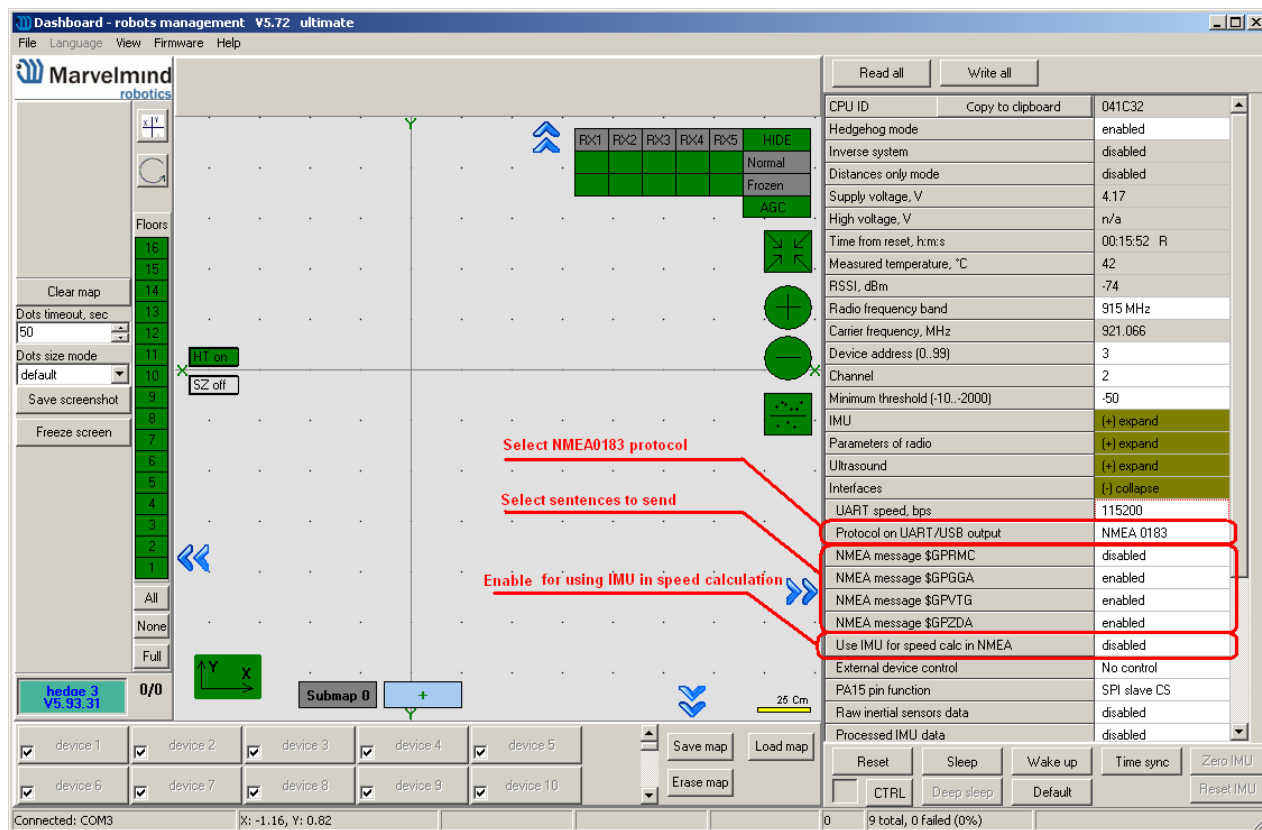 Dashboard - robots management V5.72 ultimate
File Language View Firmware Help
Marvelmind
robotics
Read all Write all
CPU ID Copy to clipboard 041C32
Hedgehog mode enabled
Inverse system disabled
Distances only mode disabled
Supply voltage, V 4.17
High voltage, V n/a
Time from reset, h:m:s 00:15:52 R
Measured temperature, °C 42
RSSI, dBm -74
Radio frequency band 915 MHz
Carrier frequency, MHz 921.066
Device address (0..99) 3
Channel 2
Minimum threshold (-10..-2000) -50
IMU (+) expand
Parameters of radio (+) expand
Ultrasound (+) expand
Interfaces (-) collapse
UART speed, bps 115200
Protocol on UART/USB output NMEA 0183
NMEA message $GPRMC disabled
NMEA message $GPGGA enabled
NMEA message $GPVTG enabled
NMEA message $GPZDA enabled
Use IMU for speed calc in NMEA disabled
External device control No control
PA15 pin function SPI slave CS
Raw inertial sensors data disabled
Processed IMU data disabled
X Y
Floors
16
15
14
13
12
11
10
9
8
7
6
5
4
3
2
1
All
None
Full
Clear map
Dots timeout, sec
50
Dots size mode
default
Save screenshot
Freeze screen
hedge 3
V5.93.31
0/0
Y
RX1 RX2 RX3 RX4 RX5 HIDE
Normal
Frozen
AGC
HT on
SZ off
X X
Select NMEA0183 protocol
Select sentences to send
Enable for using IMU in speed calculation
Y X
Submap 0 +
Y
25 Cm
device 1 device 2 device 3 device 4 device 5
device 6 device 7 device 8 device 9 device 10
Save map Load map
Erase map
Reset Sleep Wake up Time sync Zero IMU
CTRL Deep sleep Default Reset IMU
Connected: COM3 X: -1.16, Y: 0.82 0 9 total, 0 failed (0%)